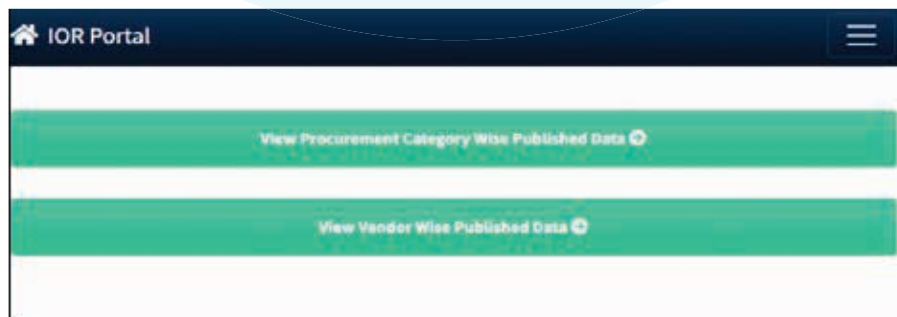 IOR Portal
View Procurement Category Wise Published Data
View Vendor Wise Published Data